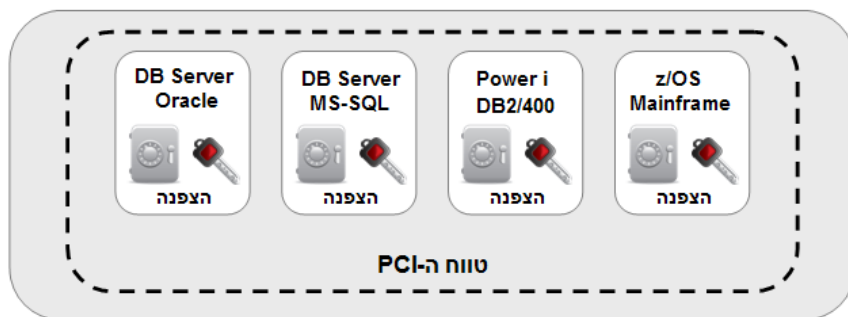 DB Server
Oracle
הצפנה
DB Server
MS-SQL
הצפנה
Power i
DB2/400
הצפנה
z/OS
Mainframe
הצפנה
טווח ה-PCI